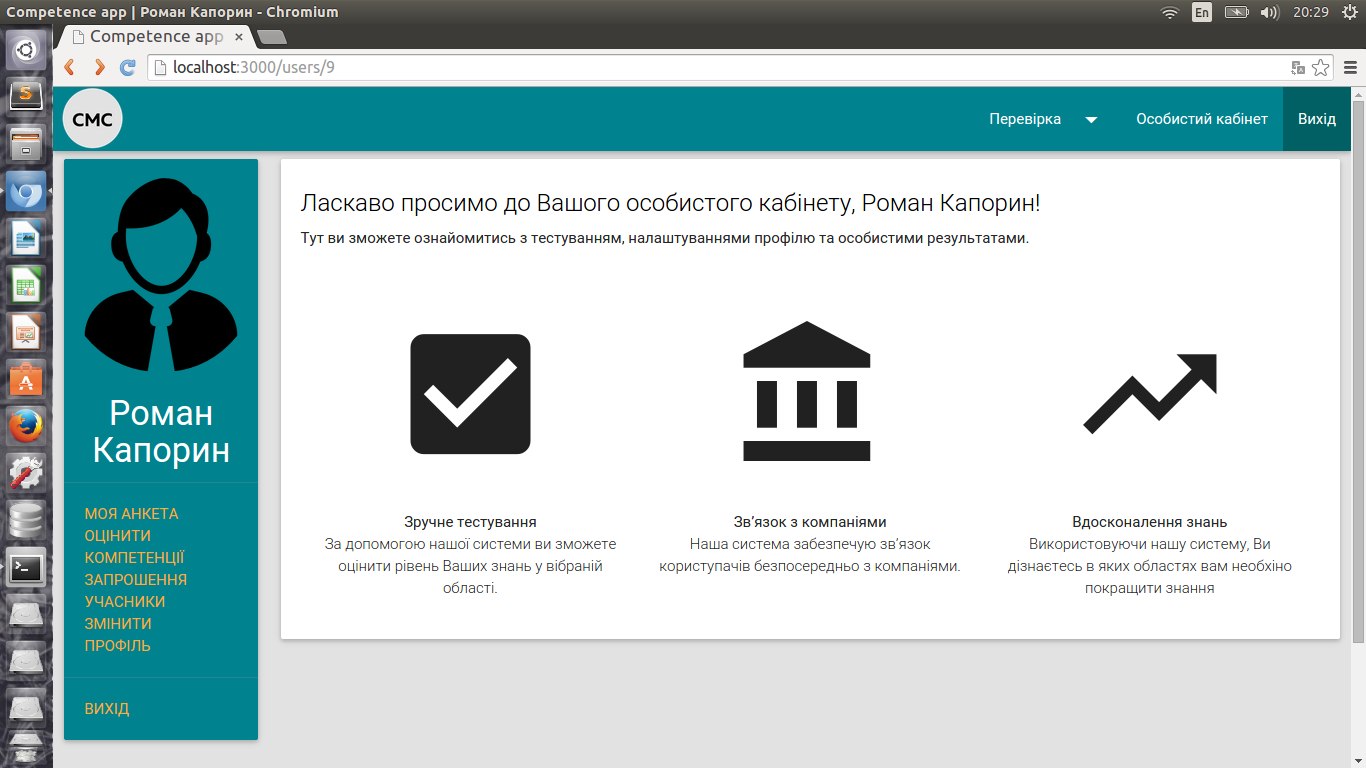 Competence app | Роман Капорин - Chromium
En
20:29
Competence app
localhost:3000/users/9
CMC
Перевірка
Особистий кабінет
Вихід
Роман
Капорин
МОЯ АНКЕТА
ОЦІНИТИ
КОМПЕТЕНЦІЇ
ЗАПРОШЕННЯ
УЧАСНИКИ
ЗМІНИТИ
ПРОФІЛЬ
ВИХІД
Ласкаво просимо до Вашого особистого кабінету, Роман Капорин!
Тут ви зможете ознайомитись з тестуванням, налаштуваннями профілю та особистими результатами.
Зручне тестування
За допомогою нашої системи ви зможете
оцінити рівень Ваших знань у вібраній
області.
Зв’язок з компаніями
Наша система забезпечую зв’язок
користувачів безпосередньо з компаніями.
Вдосконалення знань
Використовуючи нашу систему, Ви
дізнаєтесь в яких областях вам необхіно
покращити знання